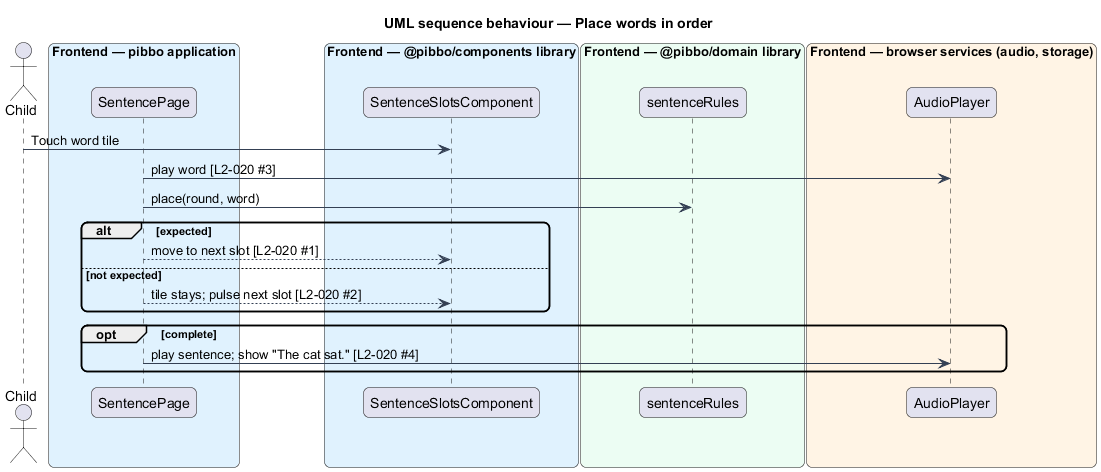 UML sequence behaviour — Place words in order
Frontend — pibbo application
Frontend — @pibbo/components library
Frontend — @pibbo/domain library
Frontend — browser services (audio, storage)
Child
SentencePage
SentenceSlotsComponent
sentenceRules
AudioPlayer
Touch word tile
play word [L2-020 #3]
place(round, word)
alt
[expected]
move to next slot [L2-020 #1]
[not expected]
tile stays; pulse next slot [L2-020 #2]
opt
[complete]
play sentence; show "The cat sat." [L2-020 #4]
Child
SentencePage
SentenceSlotsComponent
sentenceRules
AudioPlayer